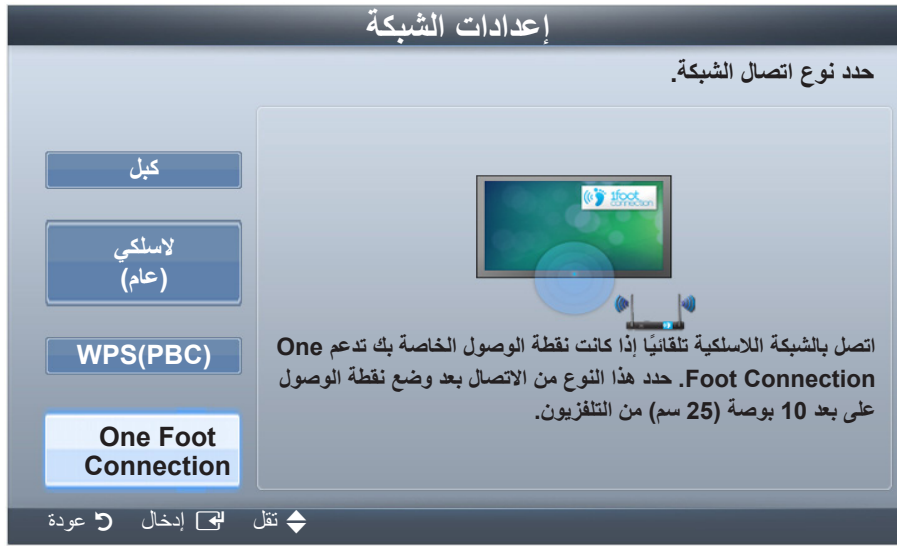 إعدادات الشبكة
حدد نوع اتصال الشبكة.
كبل
لاسلكي
(عام)
WPS(PBC)
One Foot
Connection
1foot
connection
اتصل بالشبكة اللاسلكية تلقائيًا إذا كانت نقطة الوصول الخاصة بك تدعم One
Foot Connection. حدد هذا النوع من الاتصال بعد وضع نقطة الوصول
على بعد 10 بوصة (25 سم) من التلفزيون.
نقل إدخال عودة